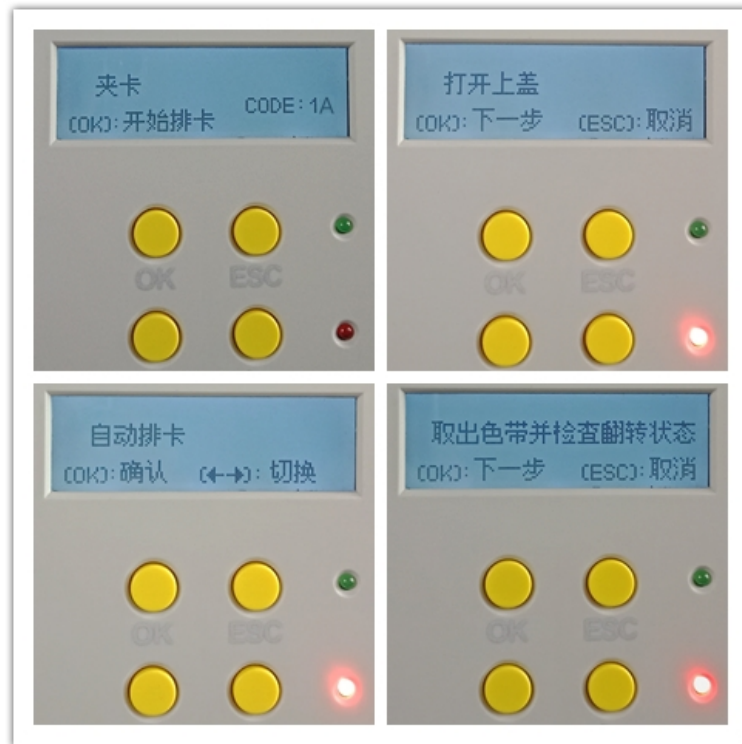 夹卡
CODE:1A
(OK):开始排卡
OK ESC
打开上盖
(OK):下一步 (ESC):取消
OK ESC
自动排卡
(OK):确认 (←→):切换
OK ESC
取出色带并检查翻转状态
(OK):下一步 (ESC):取消
OK ESC